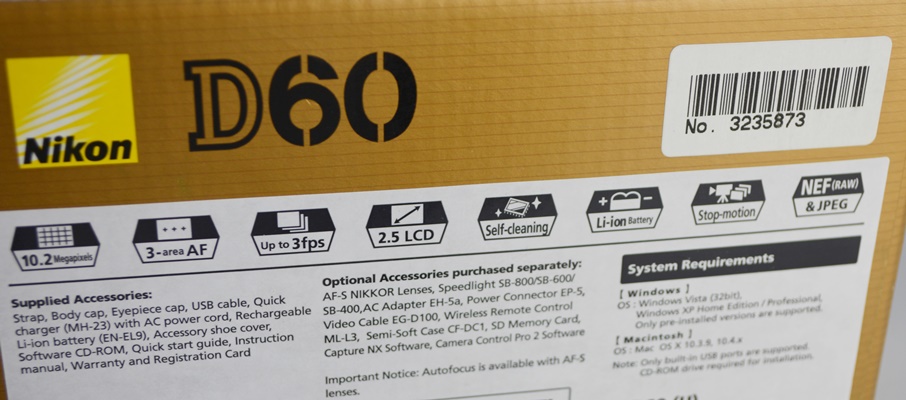 Nikon
D60
No. 3235873
10.2 Megapixels
3-area AF
Up to 3fps
2.5 LCD
Self-cleaning
Li-ion Battery
Stop-motion
NEF (RAW)
& JPEG
Supplied Accessories:
Strap, Body cap, Eyepiece cap, USB cable, Quick
charger (MH-23) with AC power cord, Rechargeable
Li-ion battery (EN-EL9), Accessory shoe cover,
Software CD-ROM, Quick start guide, Instruction
manual, Warranty and Registration Card
Optional Accessories purchased separately:
AF-S NIKKOR Lenses, Speedlight SB-800/SB-600/
SB-400,AC Adapter EH-5a, Power Connector EP-5,
Video Cable EG-D100, Wireless Remote Control
ML-L3, Semi-Soft Case CF-DC1, SD Memory Card,
Capture NX Software, Camera Control Pro 2 Software
Important Notice: Autofocus is available with AF-S
lenses.
System Requirements
[ Windows ]
OS : Windows Vista (32bit),
Windows XP Home Edition / Professional,
Only pre-installed versions are supported.
[ Macintosh ]
OS : Mac OS X 10.3.9, 10.4.x
Note: Only built-in USB ports are supported.
CD-ROM drive required for installation.